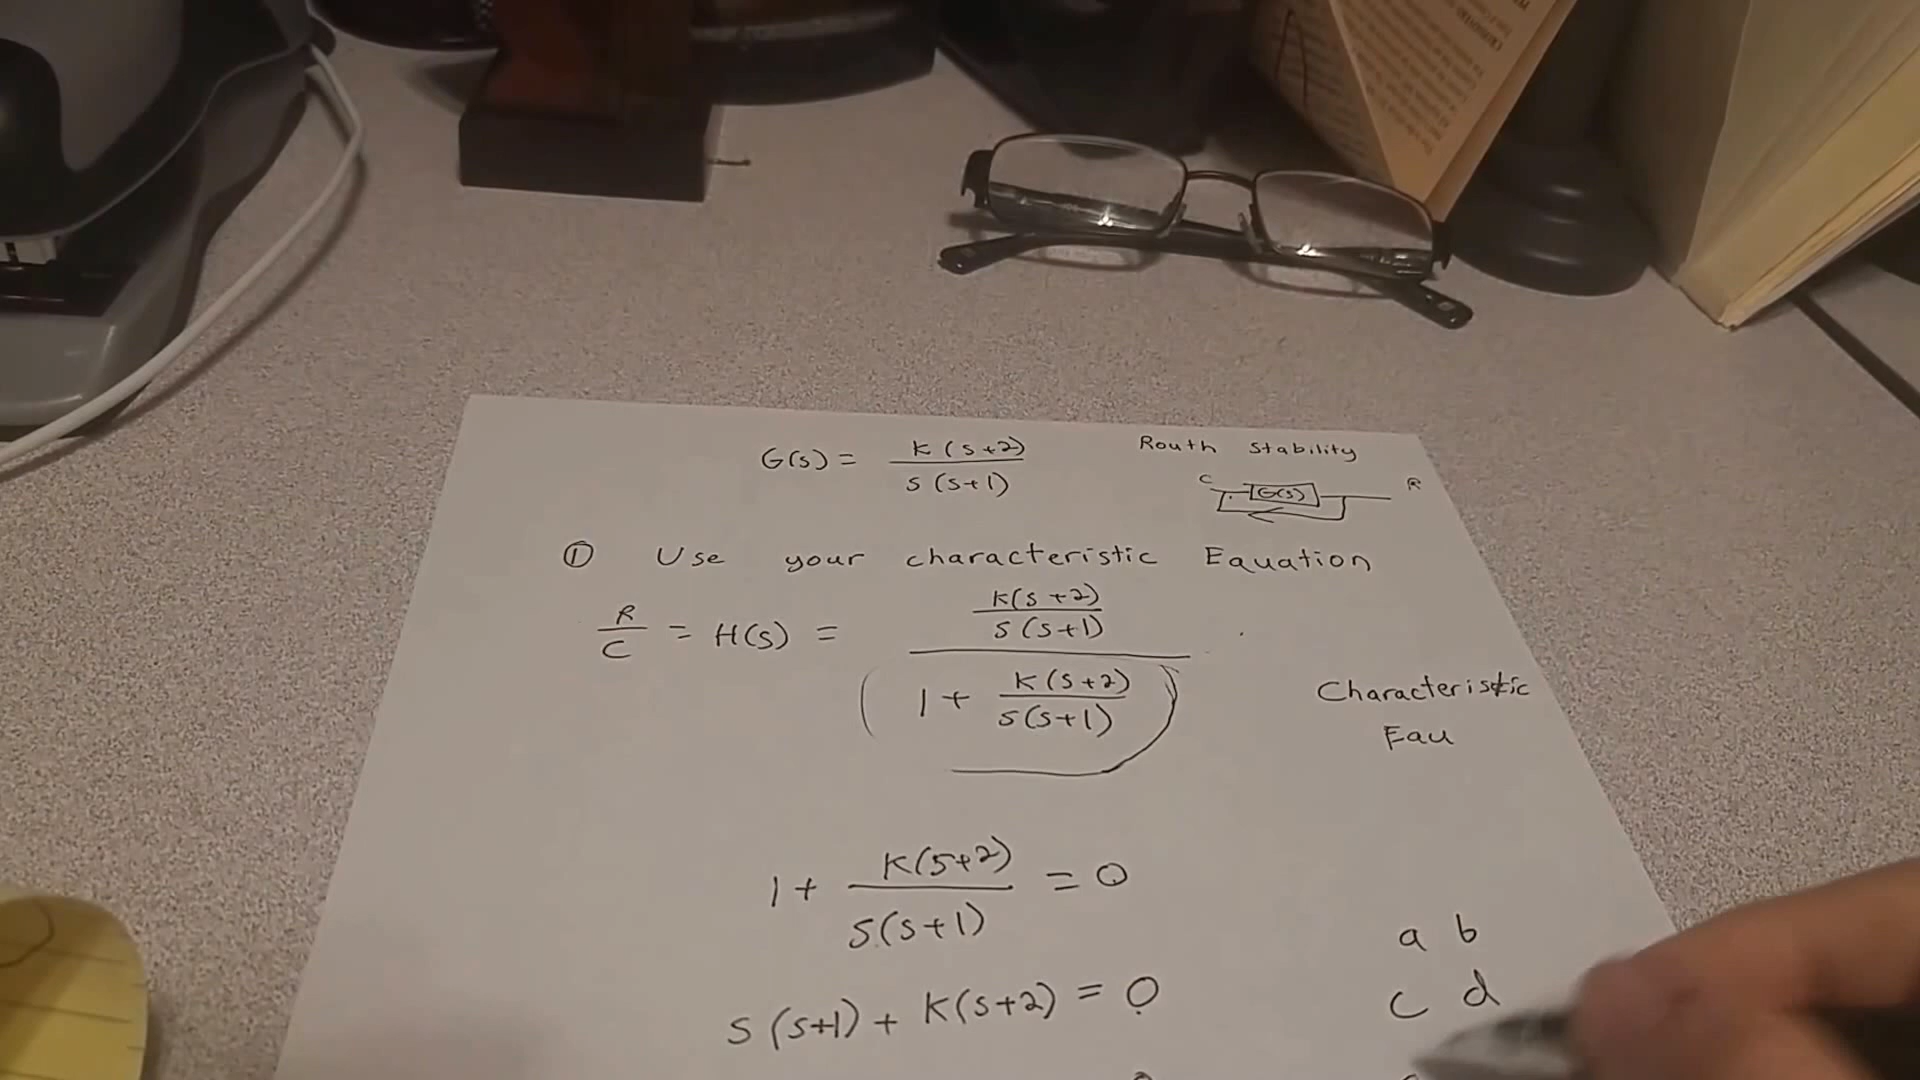 G(s) = K(s+2) / s(s+1)
Routh Stability
C G(s) R
① Use your characteristic Equation
R/C = H(s) = (K(s+2) / s(s+1)) / (1 + K(s+2) / s(s+1))
Characteristic
Equ
1 + K(s+2) / s(s+1) = 0
a b
s(s+1) + K(s+2) = 0
c d